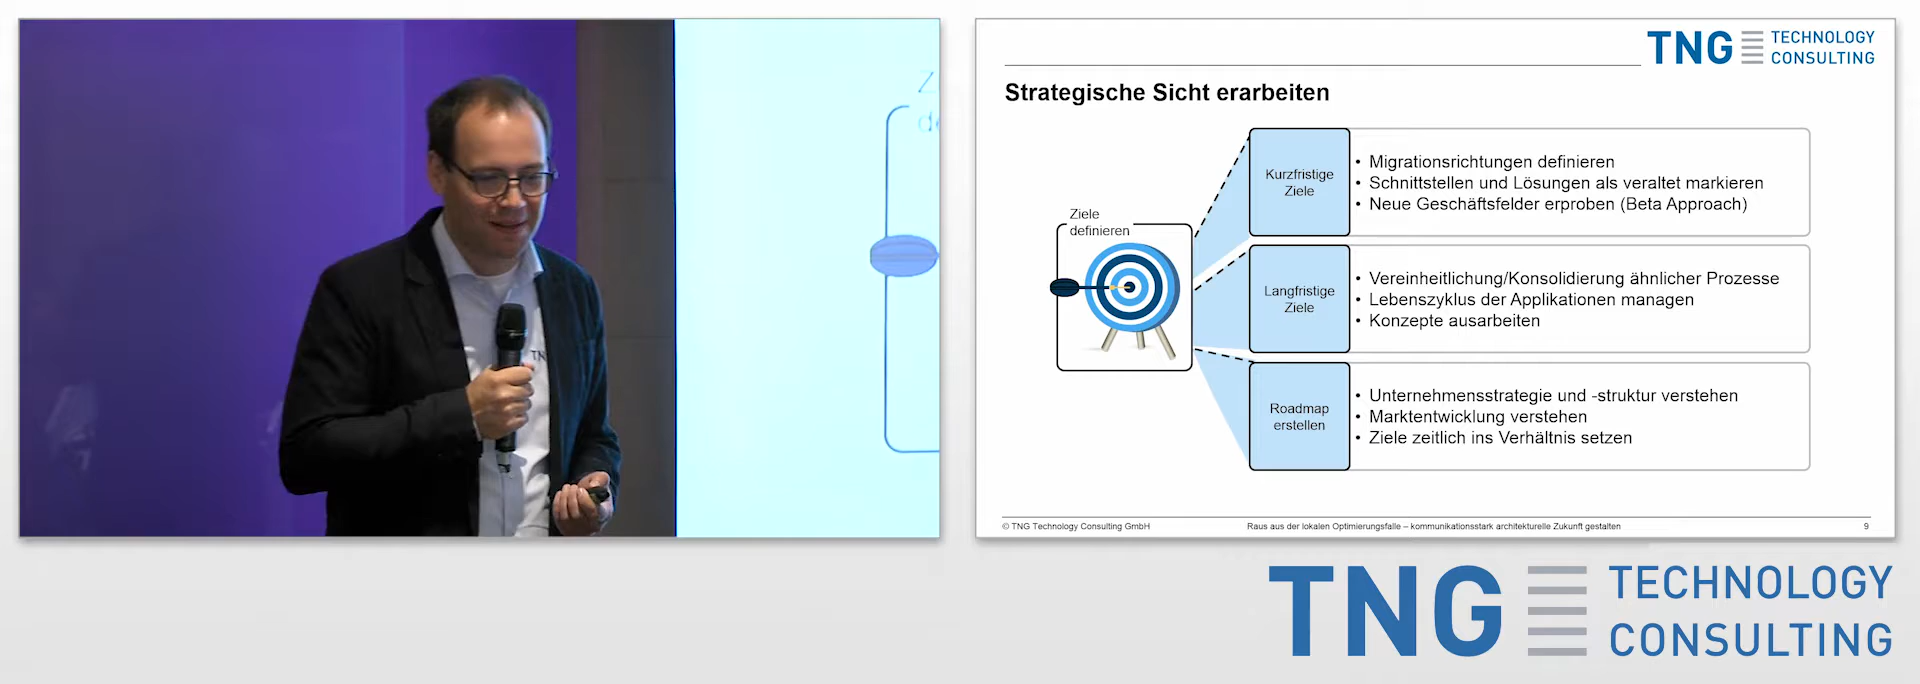 Z
de
TN
TNG TECHNOLOGY
CONSULTING
Strategische Sicht erarbeiten
Ziele
definieren
Kurzfristige
Ziele
• Migrationsrichtungen definieren
• Schnittstellen und Lösungen als veraltet markieren
• Neue Geschäftsfelder erproben (Beta Approach)
Langfristige
Ziele
• Vereinheitlichung/Konsolidierung ähnlicher Prozesse
• Lebenszyklus der Applikationen managen
• Konzepte ausarbeiten
Roadmap
erstellen
• Unternehmensstrategie und -struktur verstehen
• Marktentwicklung verstehen
• Ziele zeitlich ins Verhältnis setzen
© TNG Technology Consulting GmbH Raus aus der lokalen Optimierungsfalle – kommunikationsstark architekturelle Zukunft gestalten 9
TNG TECHNOLOGY
CONSULTING